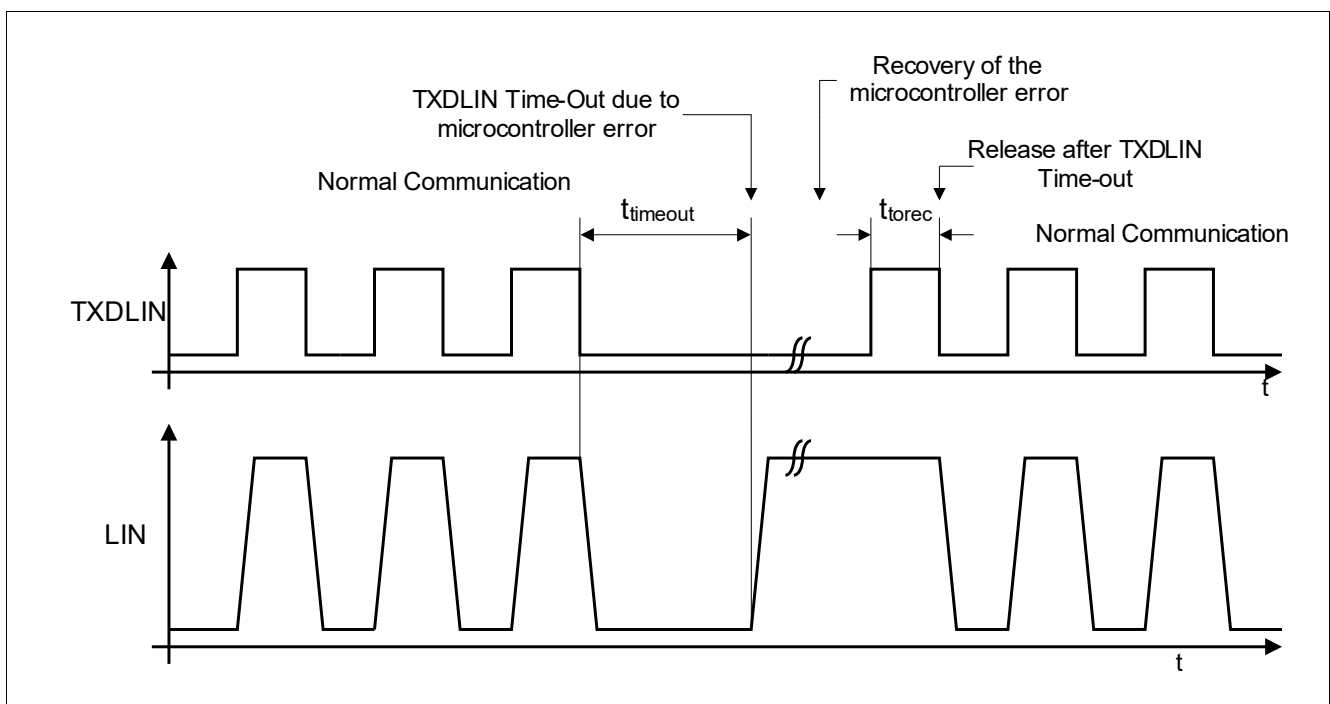 Recovery of the
microcontroller error
TXDLIN Time-Out due to
microcontroller error
Release after TXDLIN
Time-out
Normal Communication
ttimeout
ttorec
Normal Communication
TXDLIN
t
LIN
t